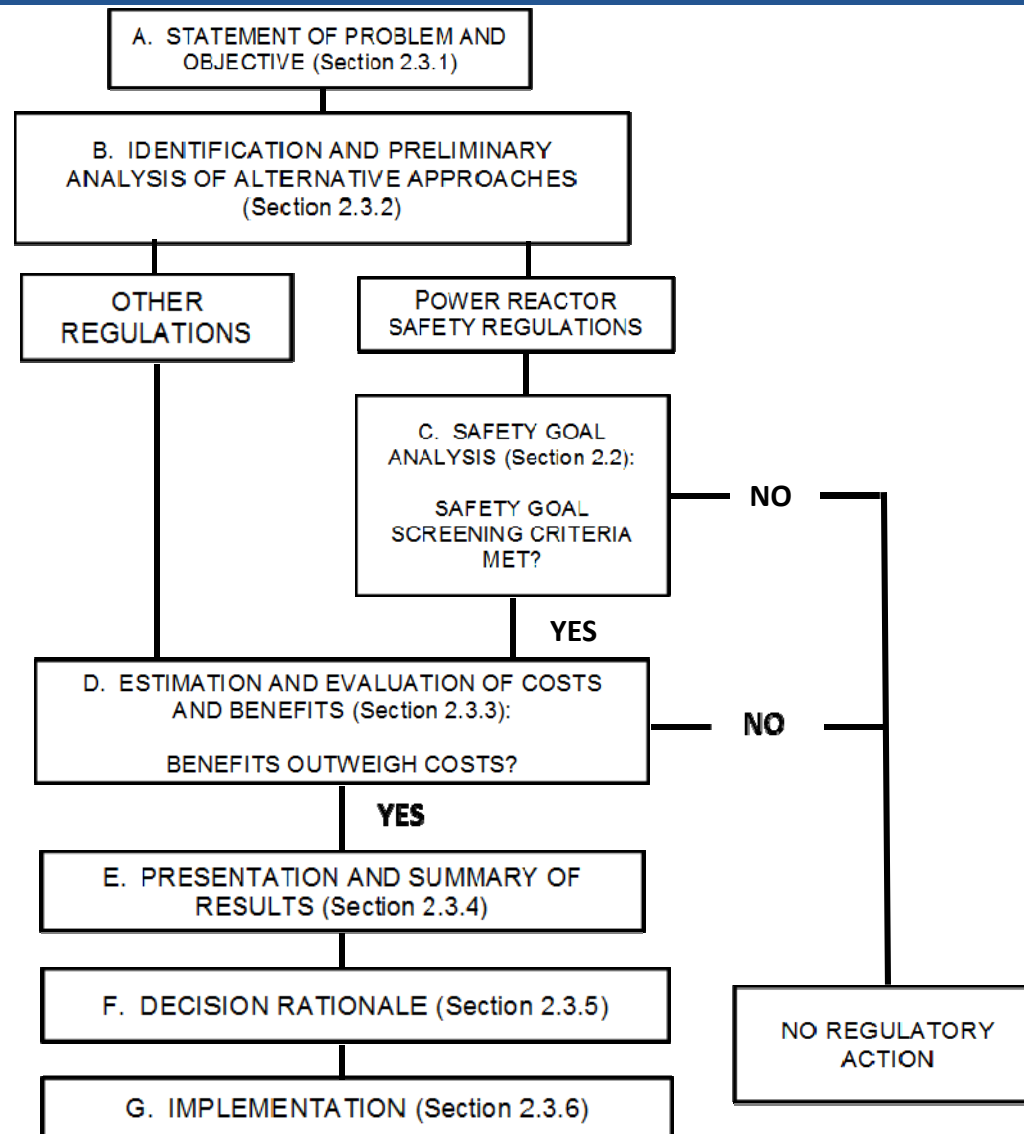 A. STATEMENT OF PROBLEM AND
OBJECTIVE (Section 2.3.1)
B. IDENTIFICATION AND PRELIMINARY
ANALYSIS OF ALTERNATIVE APPROACHES
(Section 2.3.2)
OTHER
REGULATIONS
POWER REACTOR
SAFETY REGULATIONS
C. SAFETY GOAL
ANALYSIS (Section 2.2):
SAFETY GOAL
SCREENING CRITERIA
MET?
NO
YES
D. ESTIMATION AND EVALUATION OF COSTS
AND BENEFITS (Section 2.3.3):
BENEFITS OUTWEIGH COSTS?
NO
YES
E. PRESENTATION AND SUMMARY OF
RESULTS (Section 2.3.4)
F. DECISION RATIONALE (Section 2.3.5)
NO REGULATORY
ACTION
G. IMPLEMENTATION (Section 2.3.6)